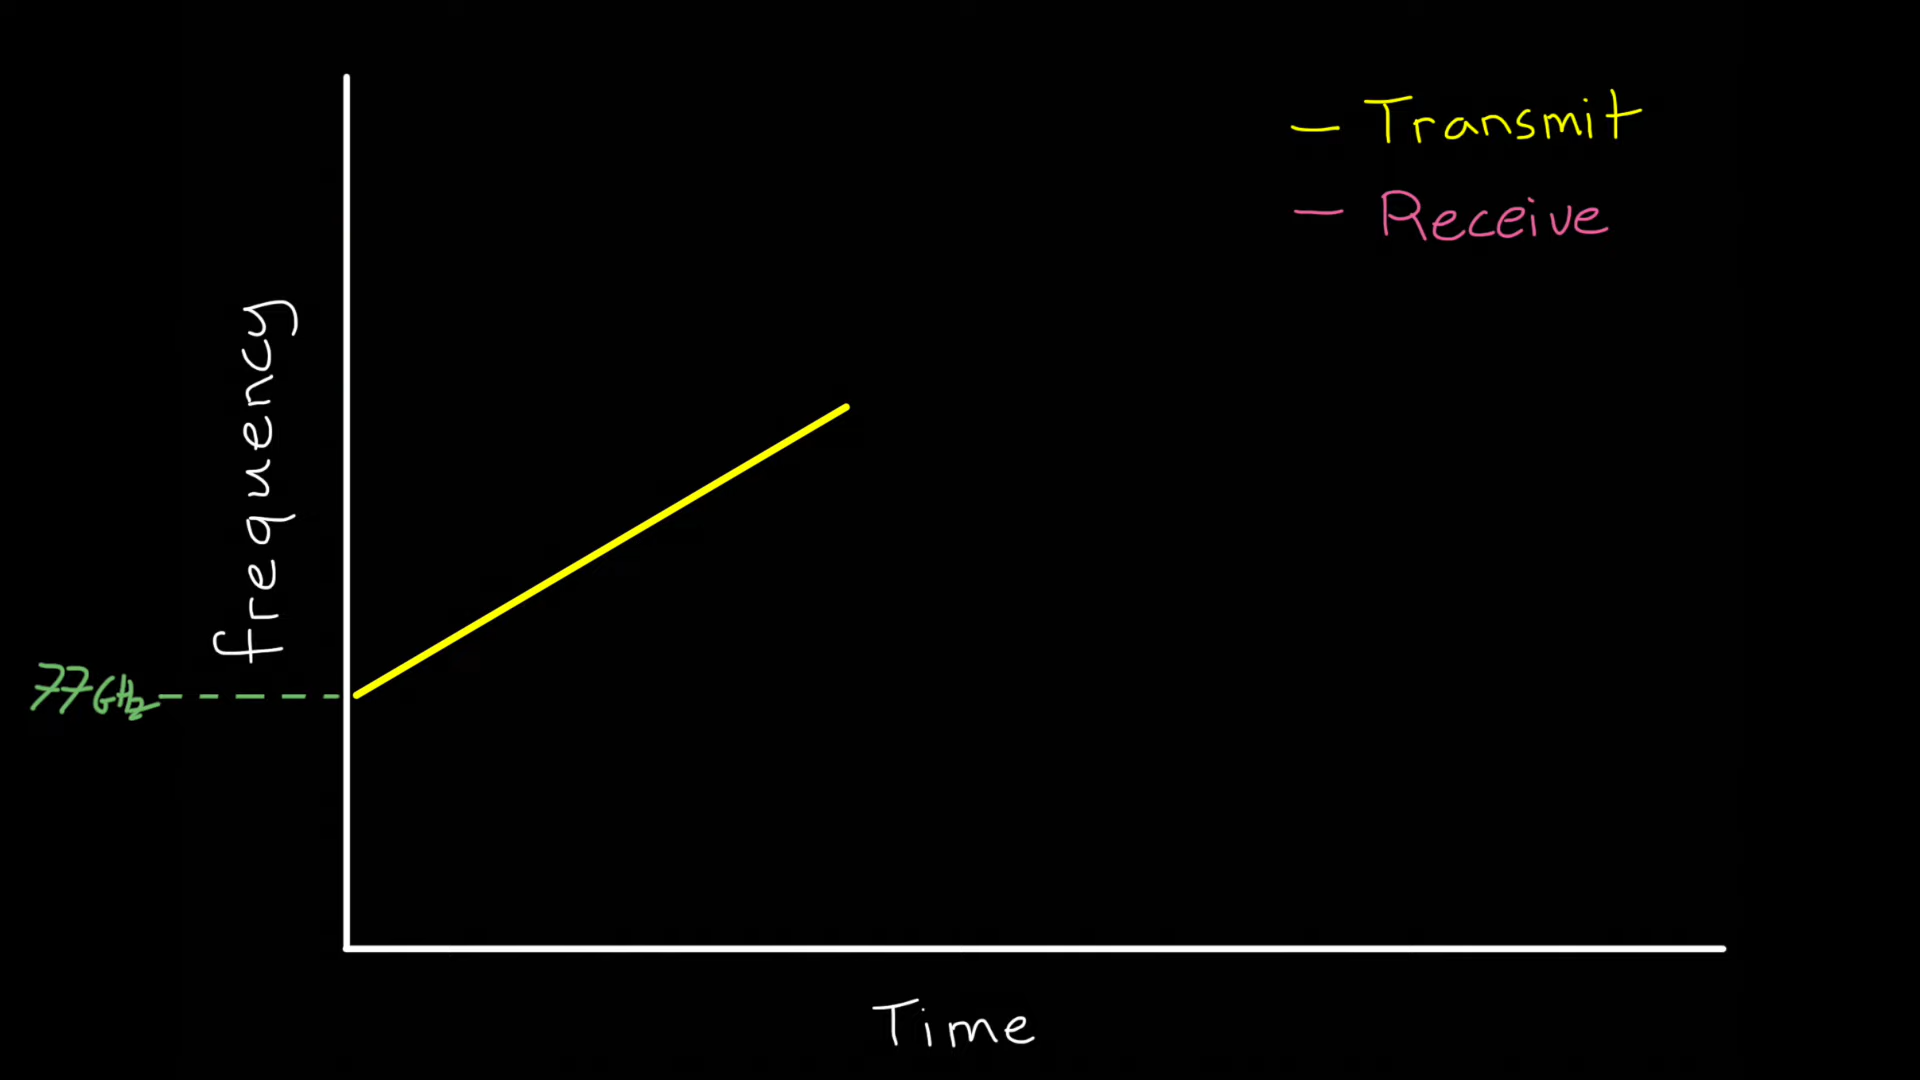 - Transmit
- Receive
frequency
77GHz
Time